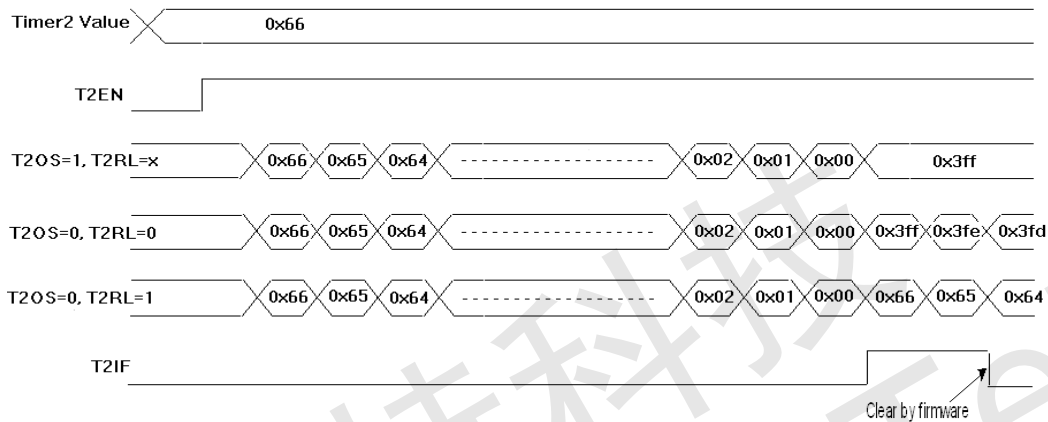 Timer2 Value 0x66
T2EN
T2OS=1, T2RL=x 0x66 0x65 0x64 0x02 0x01 0x00 0x3ff
T2OS=0, T2RL=0 0x66 0x65 0x64 0x02 0x01 0x00 0x3ff 0x3fe 0x3fd
T2OS=0, T2RL=1 0x66 0x65 0x64 0x02 0x01 0x00 0x66 0x65 0x64
T2IF
Clear by firmware
科技